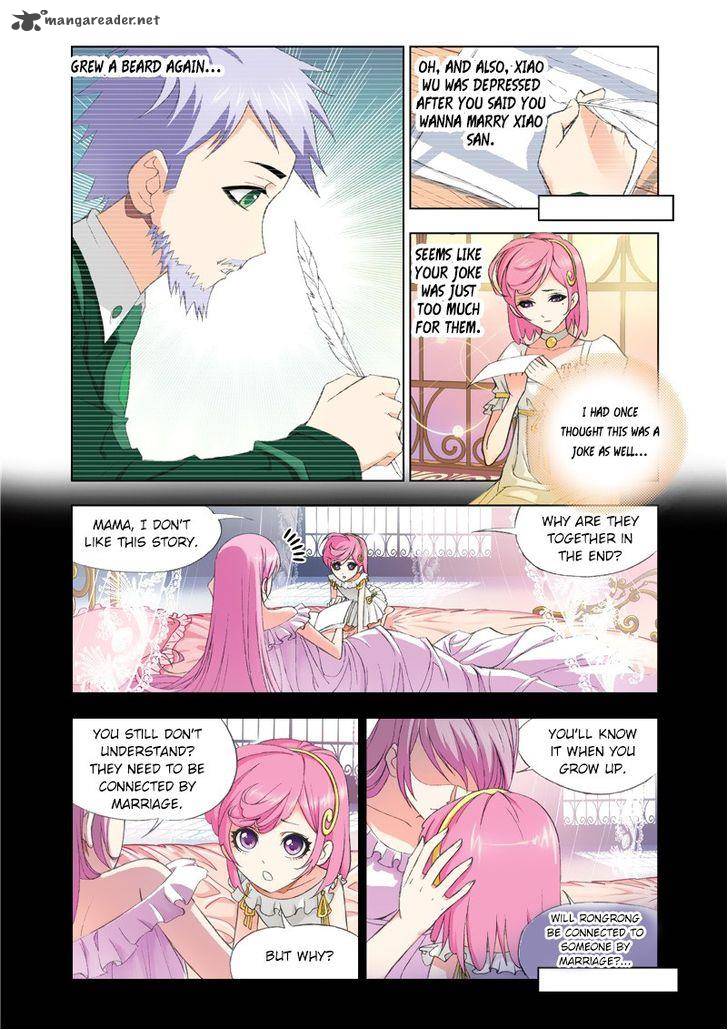 mangareader.net
GREW A BEARD AGAIN...
OH, AND ALSO, XIAO
WU WAS DEPRESSED
AFTER YOU SAID YOU
WANNA MARRY XIAO
SAN.
SEEMS LIKE
YOUR JOKE
WAS JUST
TOO MUCH
FOR THEM.
I HAD ONCE
THOUGHT THIS WAS A
JOKE AS WELL...
MAMA, I DON'T
LIKE THIS STORY.
WHY ARE THEY
TOGETHER IN
THE END?
YOU STILL DON'T
UNDERSTAND?
THEY NEED TO BE
CONNECTED BY
MARRIAGE.
BUT WHY?
YOU'LL KNOW
IT WHEN YOU
GROW UP.
WILL RONGRONG
BE CONNECTED TO
SOMEONE BY
MARRIAGE?...